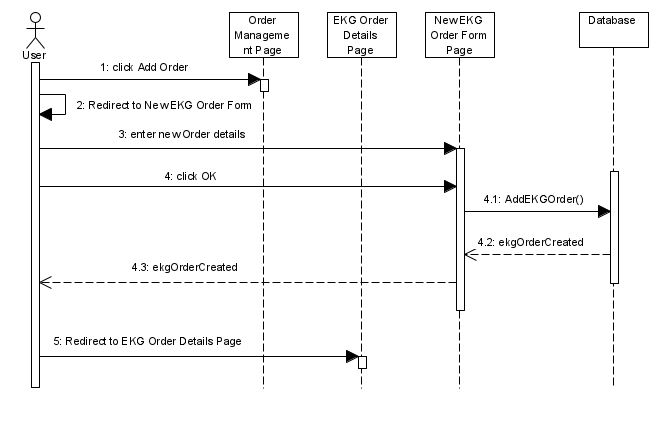 Order
Manageme
nt Page
EKG Order
Details
Page
New EKG
Order Form
Page
Database
User
1: click Add Order
2: Redirect to New EKG Order Form
3: enter new Order details
4: click OK
4.1: AddEKGOrder()
4.2: ekgOrderCreated
4.3: ekgOrderCreated
5: Redirect to EKG Order Details Page